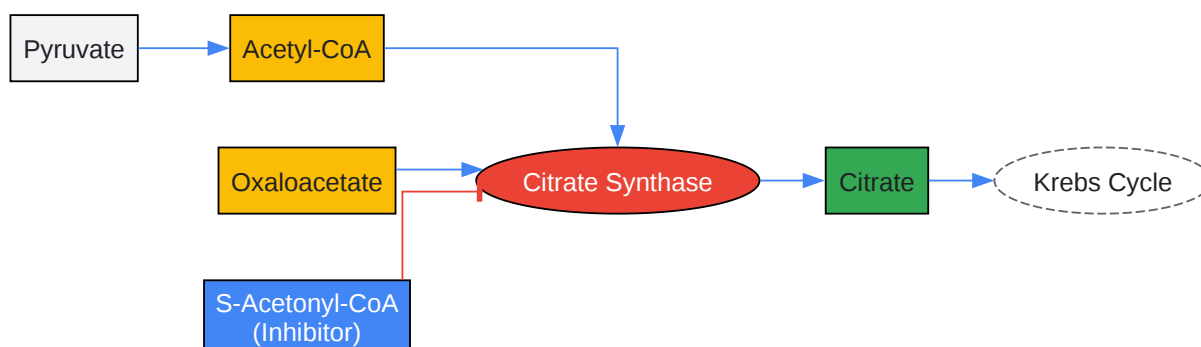 Pyruvate
Acetyl-CoA
Oxaloacetate
Citrate Synthase
Citrate
Krebs Cycle
S-Acetonyl-CoA
(Inhibitor)